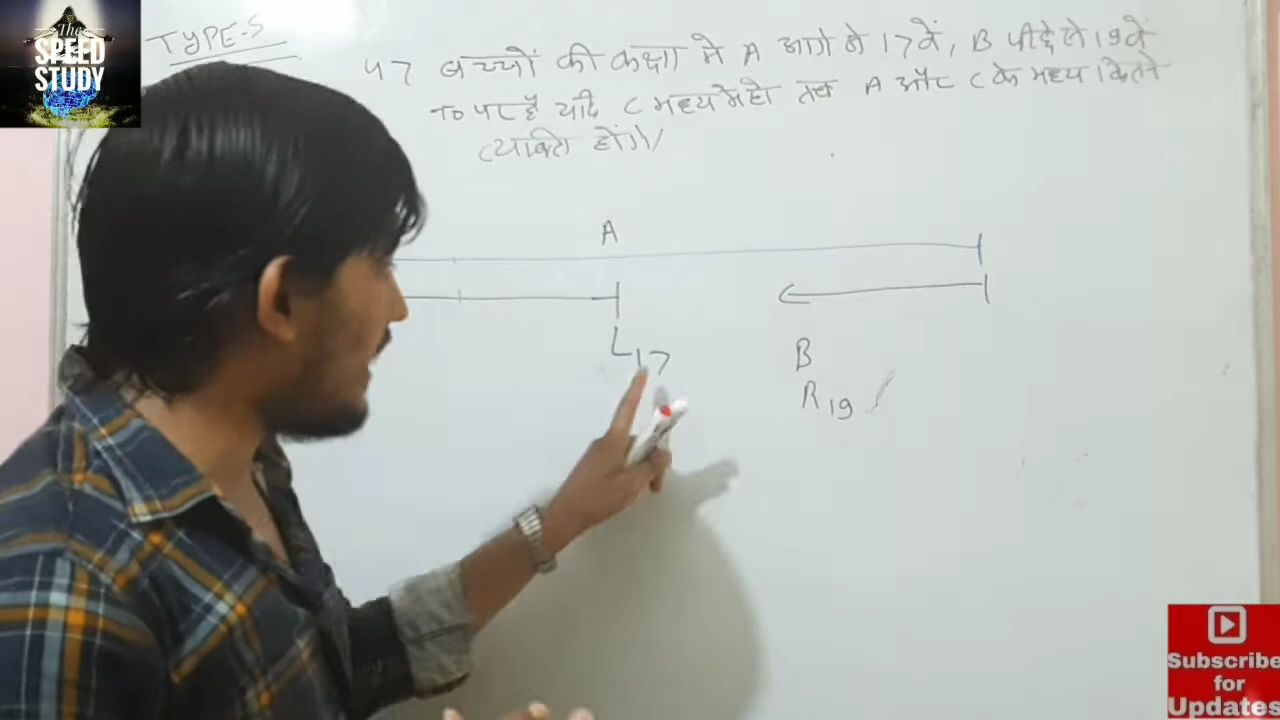 The
SPEED
STUDY
TYPE-5
47 बच्चों की कक्षा में A आगे से 17वें, B पीछे से 19वें
TO पर हैं यदि C मध्य में हो तब A और C के मध्य कितने
व्यक्ति होंगे
A
L17
B
R19
Subscribe
for
Updates